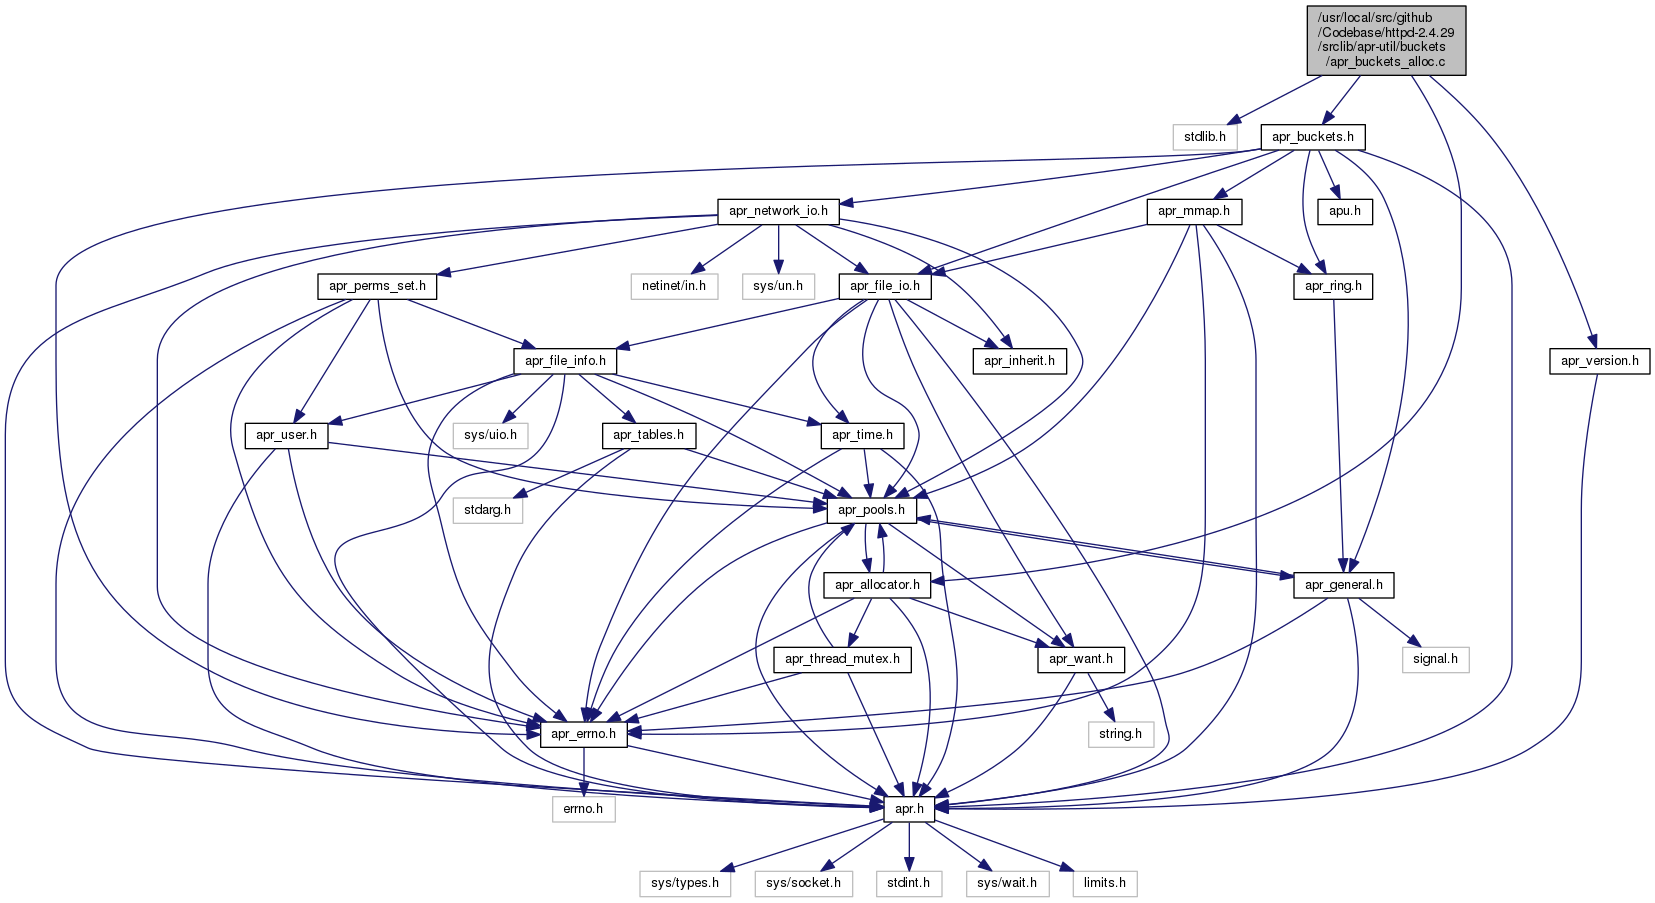 /usr/local/src/github
/Codebase/httpd-2.4.29
/srclib/apr-util/buckets
/apr_buckets_alloc.c
stdlib.h
apr_buckets.h
apr_network_io.h
apr_mmap.h
apu.h
apr_perms_set.h
netinet/in.h
sys/un.h
apr_file_io.h
apr_ring.h
apr_file_info.h
apr_inherit.h
apr_version.h
apr_user.h
sys/uio.h
apr_tables.h
apr_time.h
stdarg.h
apr_pools.h
apr_allocator.h
apr_general.h
apr_thread_mutex.h
apr_want.h
signal.h
apr_errno.h
string.h
errno.h
apr.h
sys/types.h
sys/socket.h
stdint.h
sys/wait.h
limits.h